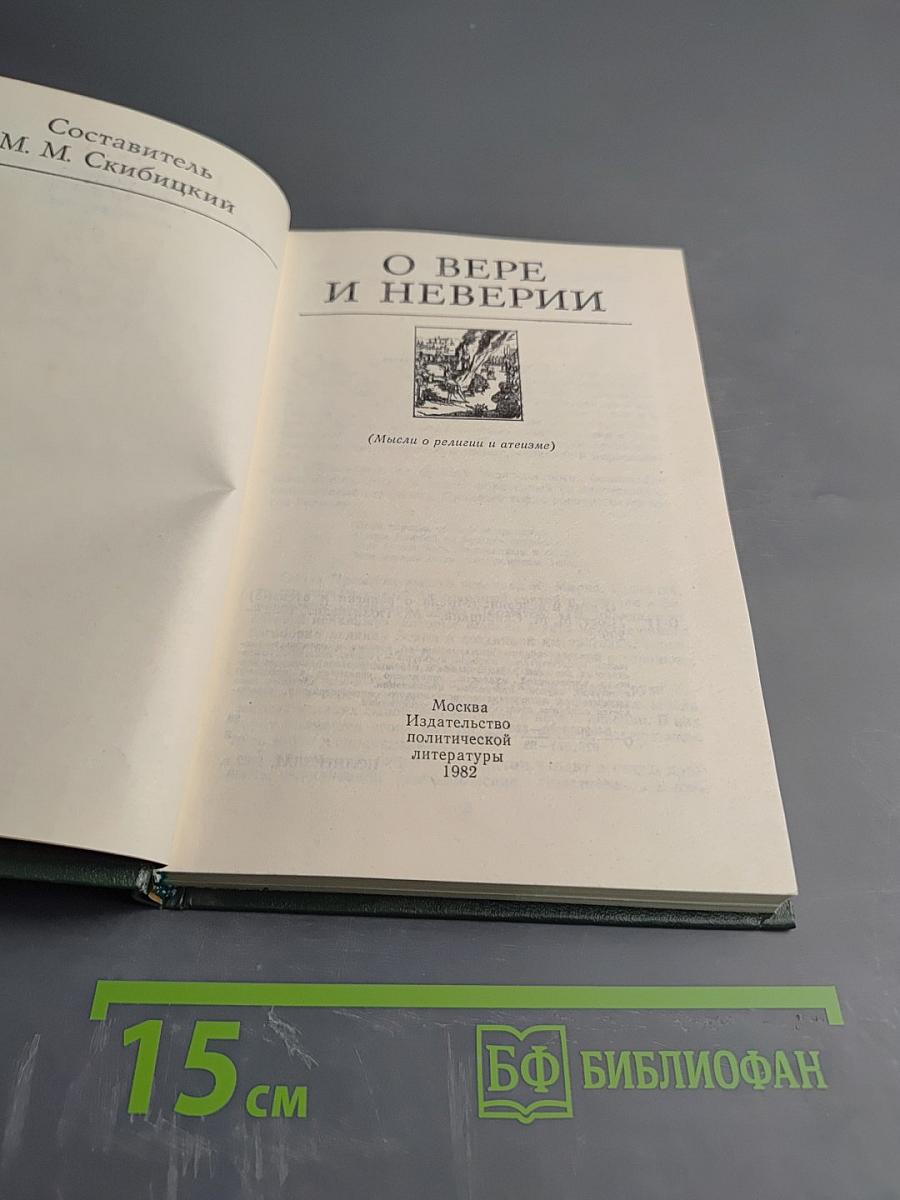 Составитель
М. М. Скибицкий
О ВЕРЕ
И НЕВЕРИИ
(Мысли о религии и атеизме)
Москва
Издательство
политической
литературы
1982
15 см
БФ БИБЛИОФАН